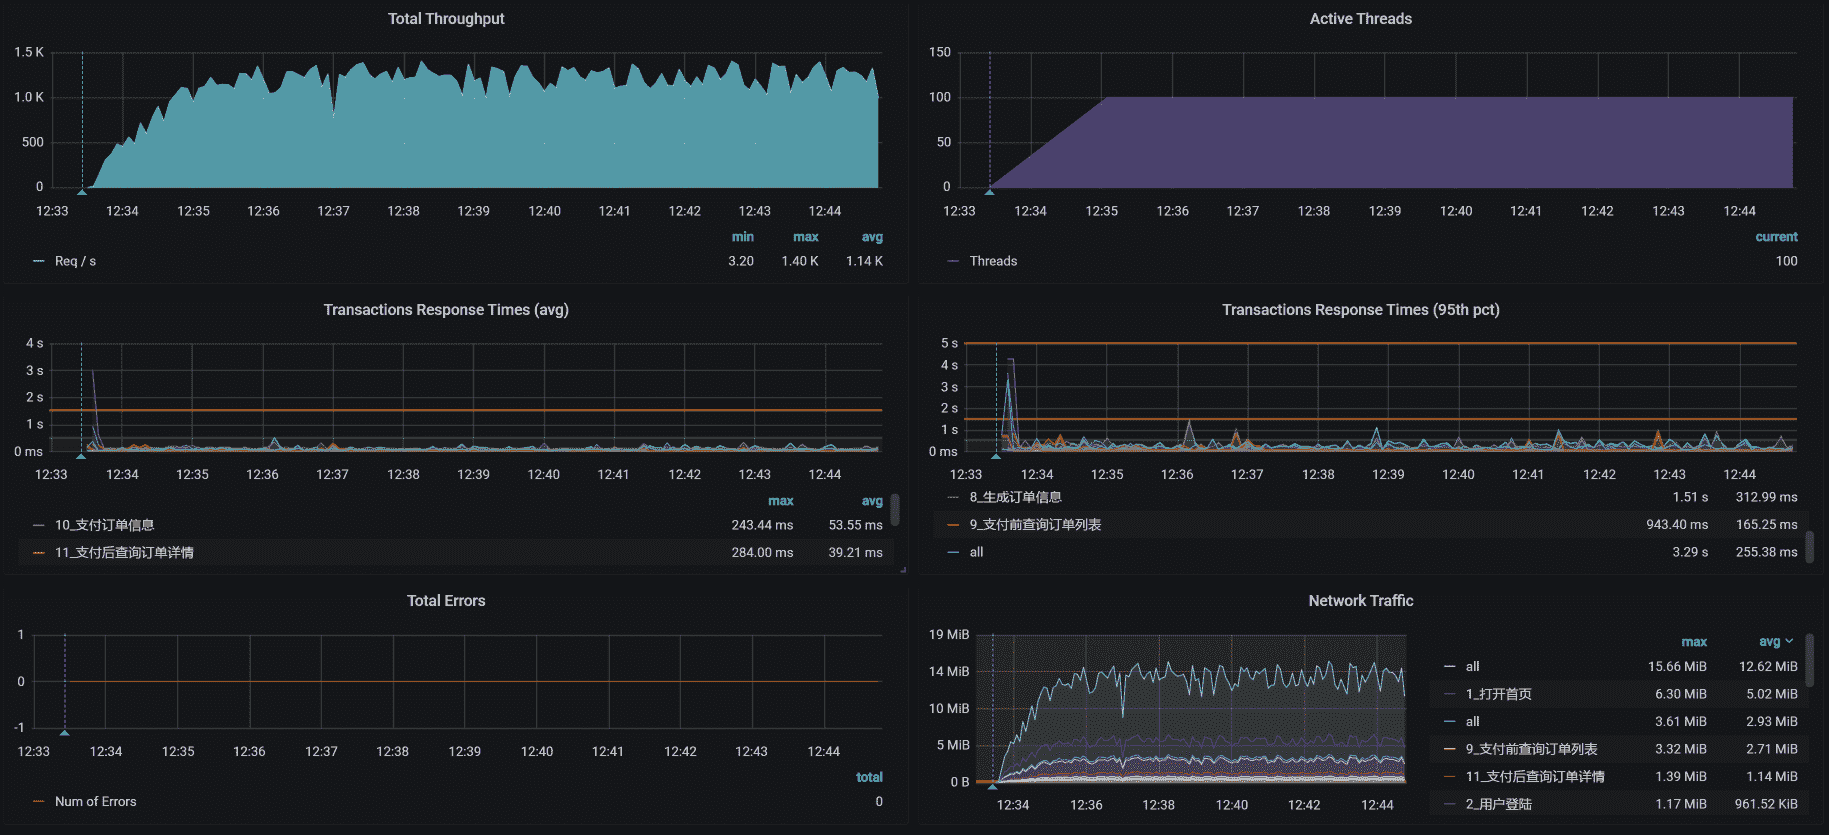 Total Throughput
1.5 K
1.0 K
500
0
12:33 12:34 12:35 12:36 12:37 12:38 12:39 12:40 12:41 12:42 12:43 12:44
min max avg
Req / s 3.20 1.40 K 1.14 K
Active Threads
150
100
50
0
12:33 12:34 12:35 12:36 12:37 12:38 12:39 12:40 12:41 12:42 12:43 12:44
current
Threads 100
Transactions Response Times (avg)
4 s
3 s
2 s
1 s
0 ms
12:33 12:34 12:35 12:36 12:37 12:38 12:39 12:40 12:41 12:42 12:43 12:44
max avg
10_支付订单信息 243.44 ms 53.55 ms
11_支付后查询订单详情 284.00 ms 39.21 ms
Transactions Response Times (95th pct)
5 s
4 s
3 s
2 s
1 s
0 ms
12:33 12:34 12:35 12:36 12:37 12:38 12:39 12:40 12:41 12:42 12:43 12:44
8_生成订单信息 1.51 s 312.99 ms
9_支付前查询订单列表 943.40 ms 165.25 ms
all 3.29 s 255.38 ms
Total Errors
1
0
-1
12:33 12:34 12:35 12:36 12:37 12:38 12:39 12:40 12:41 12:42 12:43 12:44
total
Num of Errors 0
Network Traffic
19 MiB
14 MiB
10 MiB
5 MiB
0 B
12:34 12:36 12:38 12:40 12:42 12:44
max avg
all 15.66 MiB 12.62 MiB
1_打开首页 6.30 MiB 5.02 MiB
all 3.61 MiB 2.93 MiB
9_支付前查询订单列表 3.32 MiB 2.71 MiB
11_支付后查询订单详情 1.39 MiB 1.14 MiB
2_用户登陆 1.17 MiB 961.52 KiB